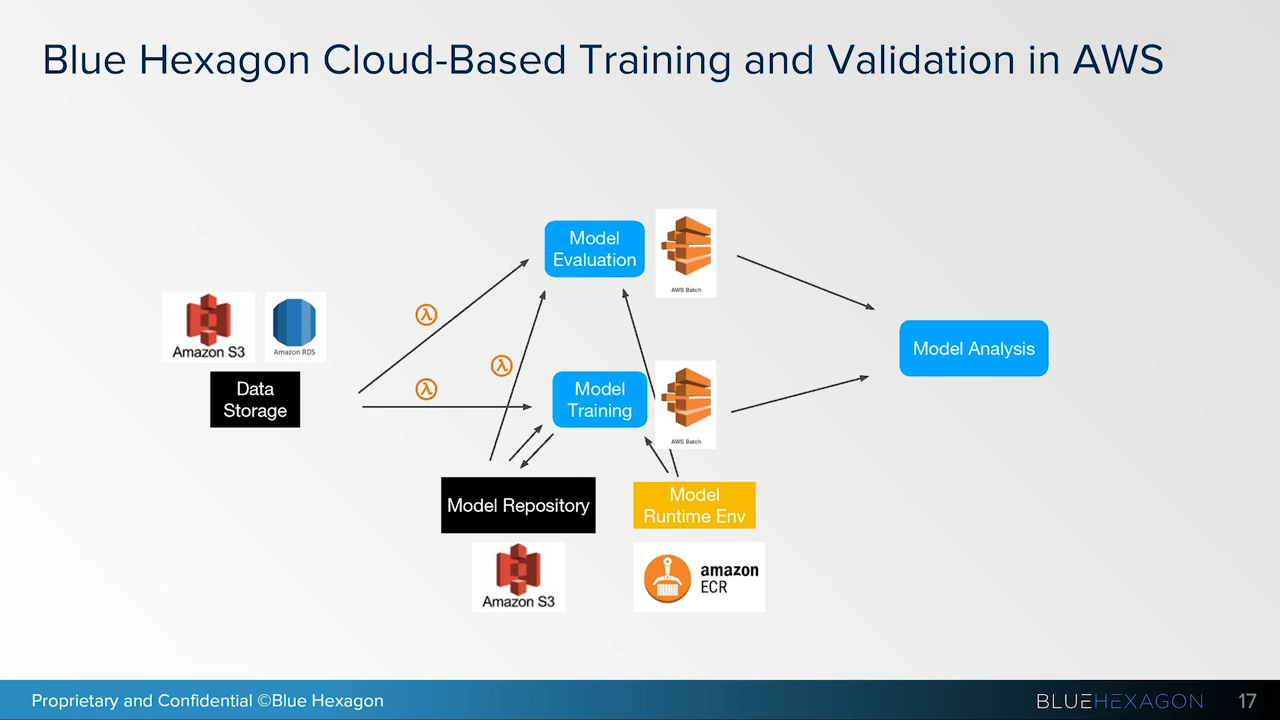 Blue Hexagon Cloud-Based Training and Validation in AWS
Model
Evaluation
AWS Batch
λ
Amazon S3
Amazon RDS
Data
Storage
λ
λ
Model
Training
AWS Batch
Model Analysis
Model Repository
Amazon S3
Model
Runtime Env
amazon
ECR
Proprietary and Confidential ©Blue Hexagon
BLUEHEXAGON
17